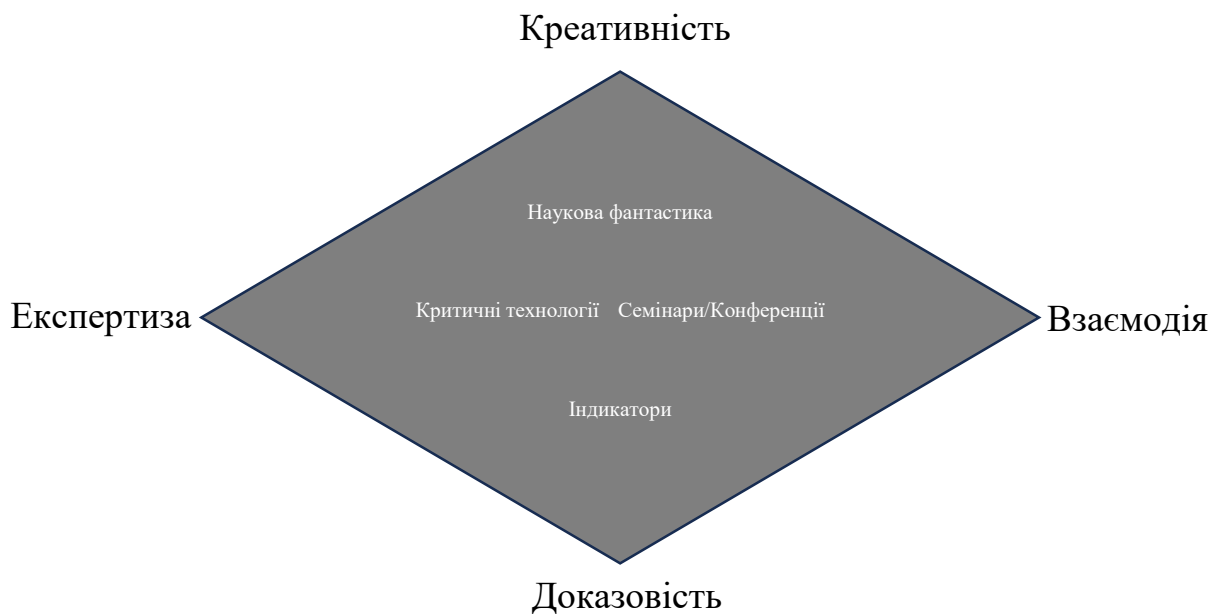 Креативність
Наукова фантастика
Критичні технології Семінари/Конференції
Експертиза
Взаємодія
Індикатори
Доказовість